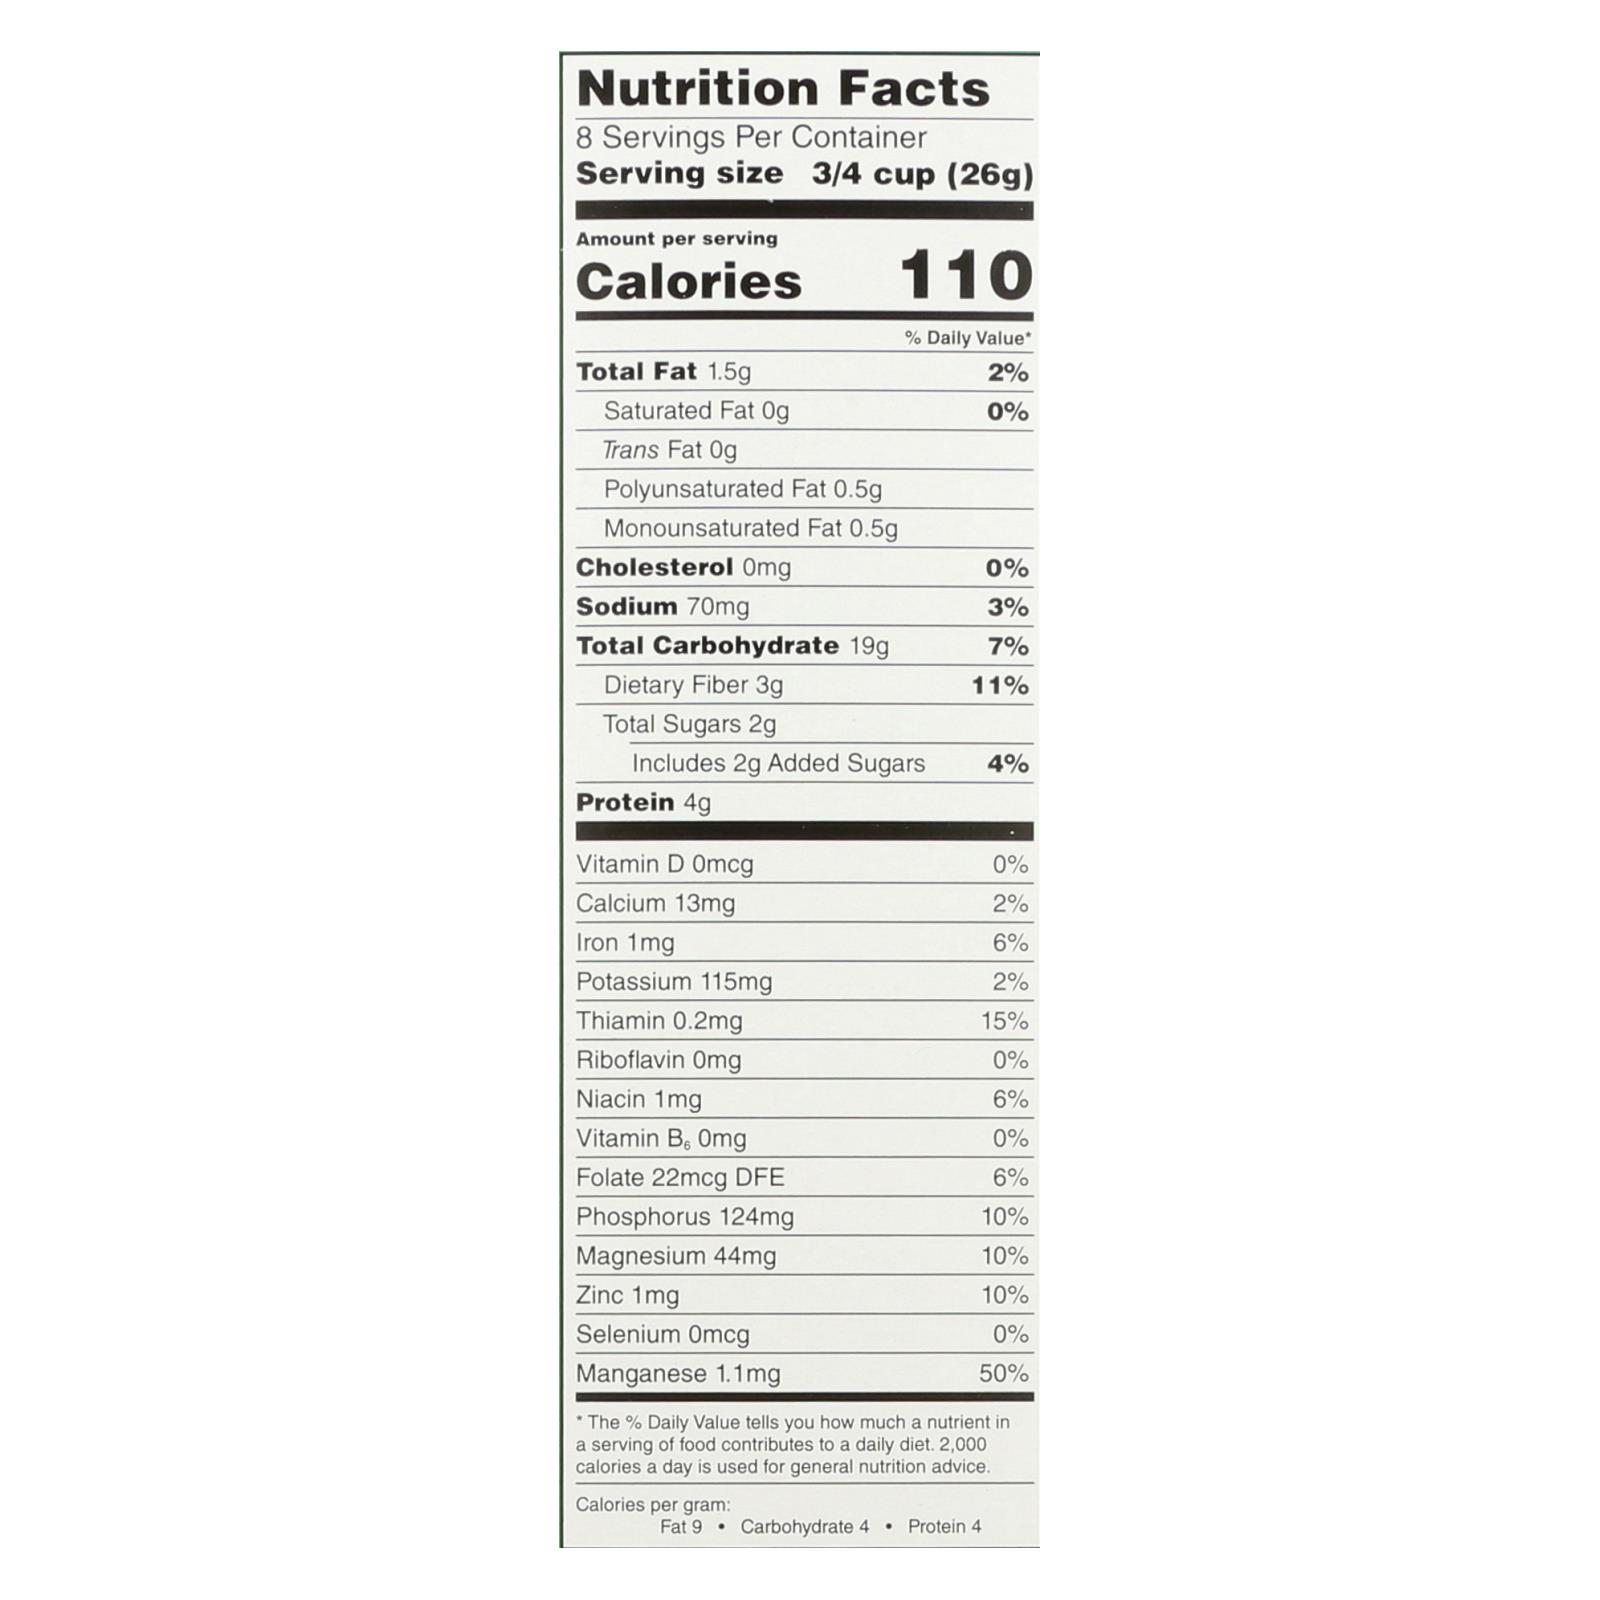 Nutrition Facts
8 Servings Per Container
Serving size 3/4 cup (26g)
Amount per serving
Calories 110
% Daily Value*
Total Fat 1.5g 2%
Saturated Fat 0g 0%
Trans Fat 0g
Polyunsaturated Fat 0.5g
Monounsaturated Fat 0.5g
Cholesterol 0mg 0%
Sodium 70mg 3%
Total Carbohydrate 19g 7%
Dietary Fiber 3g 11%
Total Sugars 2g
Includes 2g Added Sugars 4%
Protein 4g
Vitamin D 0mcg 0%
Calcium 13mg 2%
Iron 1mg 6%
Potassium 115mg 2%
Thiamin 0.2mg 15%
Riboflavin 0mg 0%
Niacin 1mg 6%
Vitamin B₆ 0mg 0%
Folate 22mcg DFE 6%
Phosphorus 124mg 10%
Magnesium 44mg 10%
Zinc 1mg 10%
Selenium 0mcg 0%
Manganese 1.1mg 50%
* The % Daily Value tells you how much a nutrient in
a serving of food contributes to a daily diet. 2,000
calories a day is used for general nutrition advice.
Calories per gram:
Fat 9 • Carbohydrate 4 • Protein 4